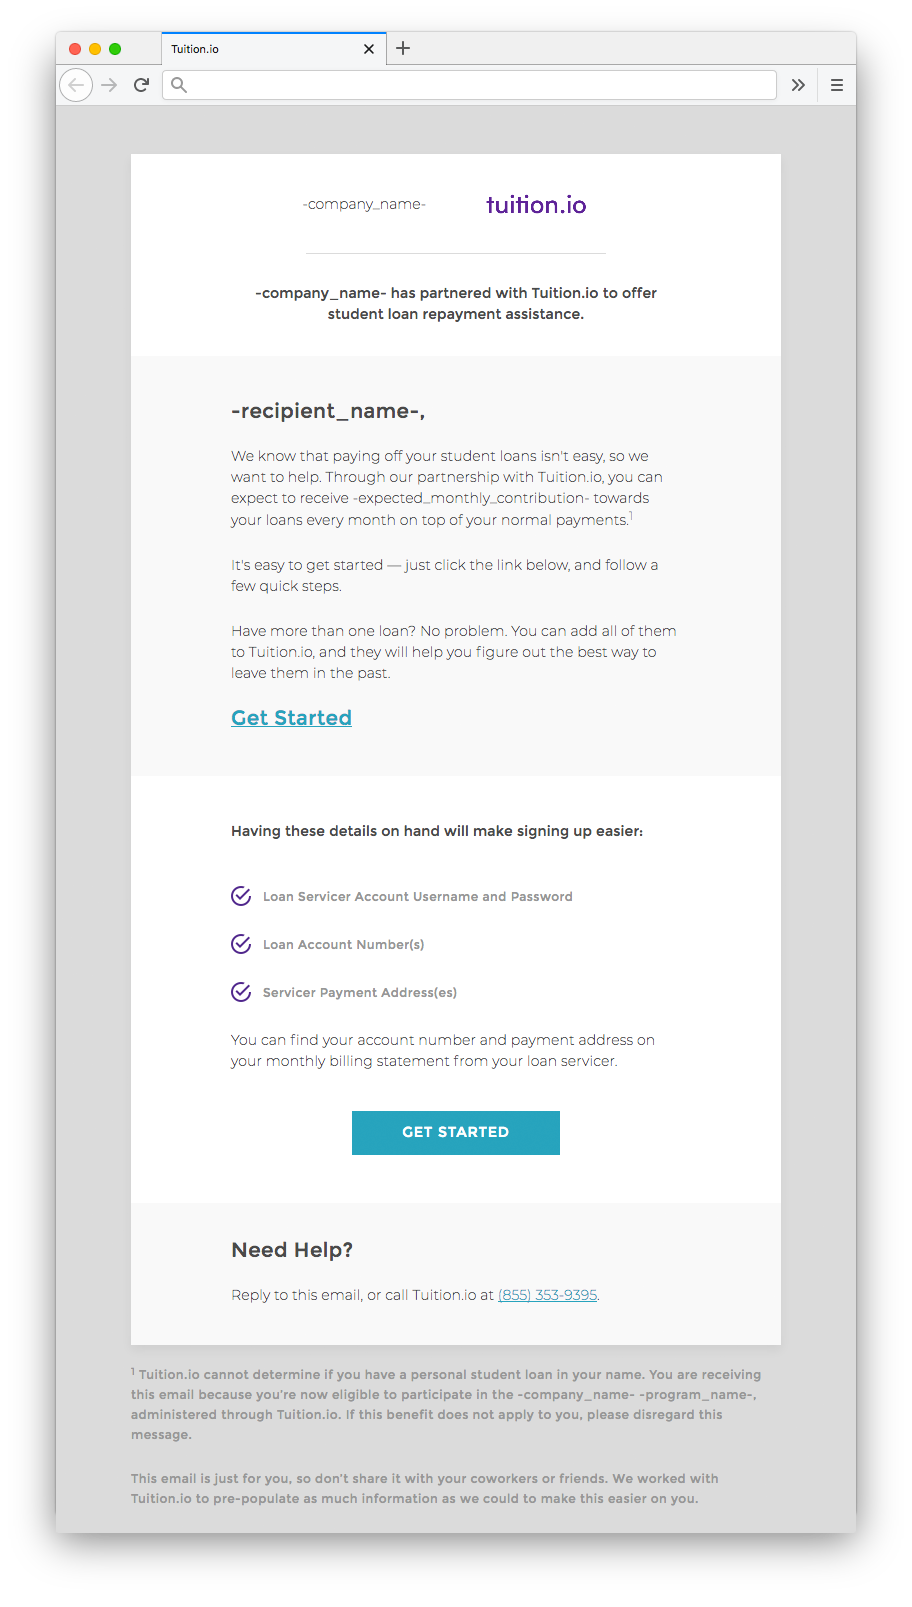 Tuition.io
-company_name- tuition.io
-company_name- has partnered with Tuition.io to offer
student loan repayment assistance.
-recipient_name-,
We know that paying off your student loans isn't easy, so we
want to help. Through our partnership with Tuition.io, you can
expect to receive -expected_monthly_contribution- towards
your loans every month on top of your normal payments.1
It's easy to get started — just click the link below, and follow a
few quick steps.
Have more than one loan? No problem. You can add all of them
to Tuition.io, and they will help you figure out the best way to
leave them in the past.
Get Started
Having these details on hand will make signing up easier:
Loan Servicer Account Username and Password
Loan Account Number(s)
Servicer Payment Address(es)
You can find your account number and payment address on
your monthly billing statement from your loan servicer.
GET STARTED
Need Help?
Reply to this email, or call Tuition.io at (855) 353-9395.
1 Tuition.io cannot determine if you have a personal student loan in your name. You are receiving
this email because you're now eligible to participate in the -company_name- -program_name-,
administered through Tuition.io. If this benefit does not apply to you, please disregard this
message.
This email is just for you, so don't share it with your coworkers or friends. We worked with
Tuition.io to pre-populate as much information as we could to make this easier on you.